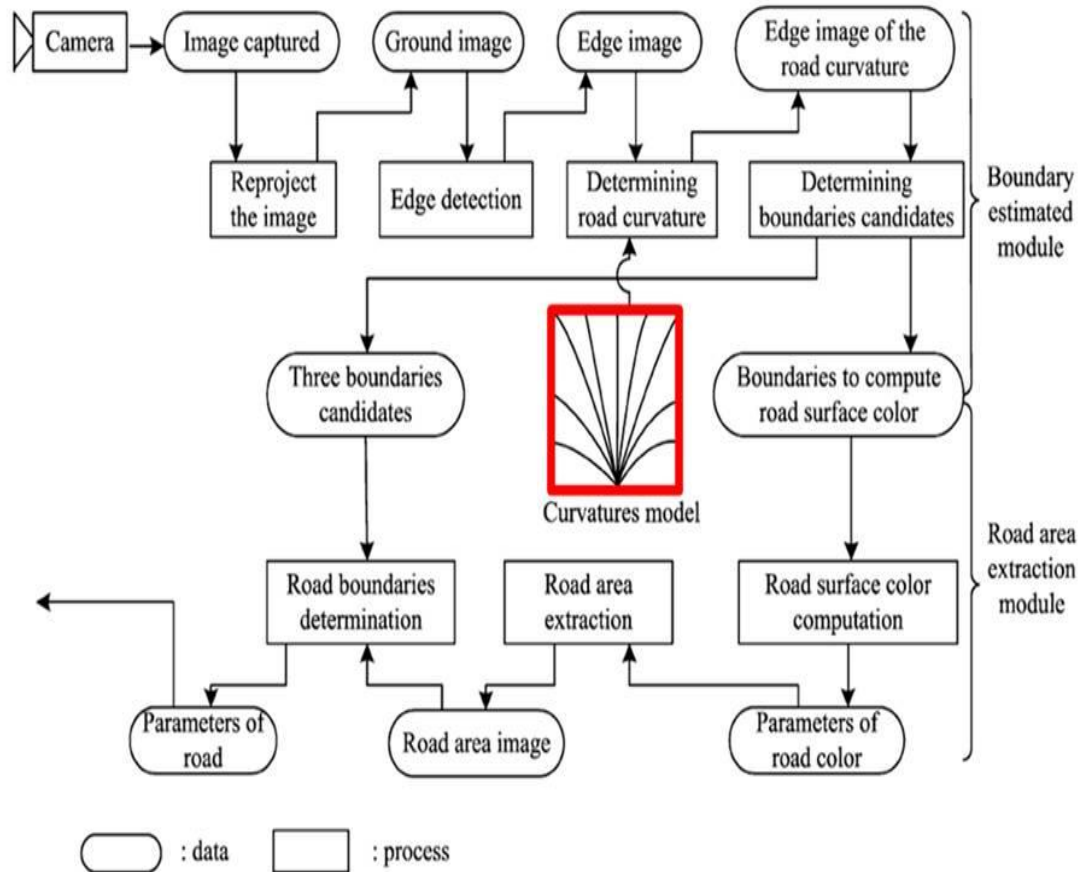 Camera
Image captured
Ground image
Edge image
Edge image of the
road curvature
Reproject
the image
Edge detection
Determining
road curvature
Determining
boundaries candidates
Boundary
estimated
module
Three boundaries
candidates
Boundaries to compute
road surface color
Curvatures model
Road boundaries
determination
Road area
extraction
Road surface color
computation
Road area
extraction
module
Parameters of
road
Road area image
Parameters of
road color
: data
: process